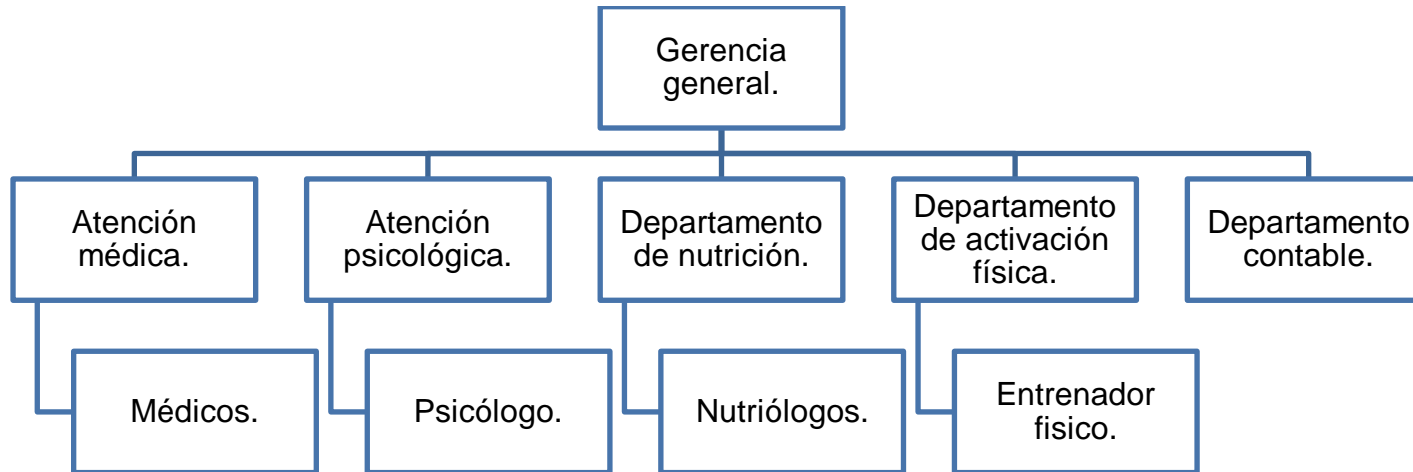 Gerencia
general.
Atención
médica.
Atención
psicológica.
Departamento
de nutrición.
Departamento
de activación
física.
Departamento
contable.
Médicos.
Psicólogo.
Nutriólogos.
Entrenador
fisico.